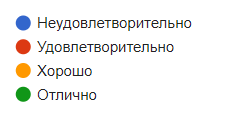 Неудовлетворительно
Удовлетворительно
Хорошо
Отлично